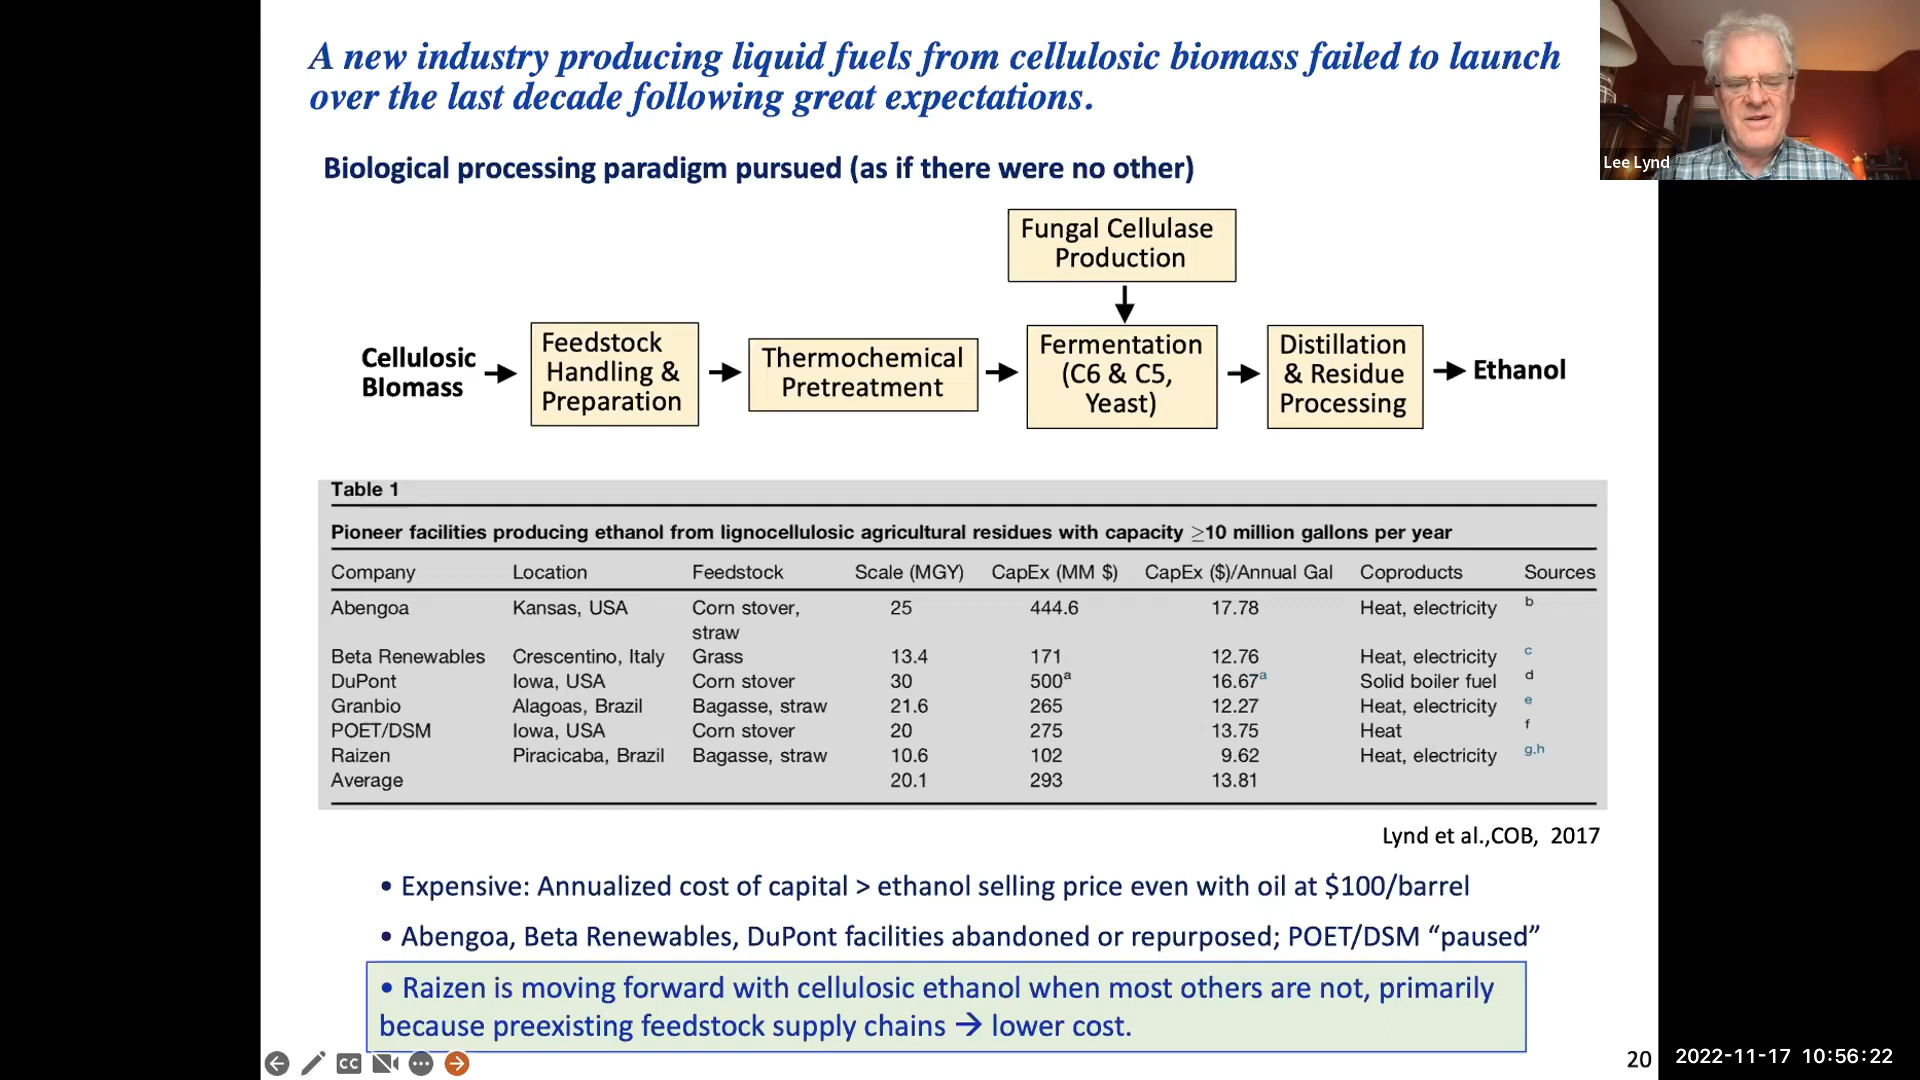 A new industry producing liquid fuels from cellulosic biomass failed to launch
over the last decade following great expectations.
Lee Lynd
Biological processing paradigm pursued (as if there were no other)
Fungal Cellulase
Production
Cellulosic
Biomass
Feedstock
Handling &
Preparation
Thermochemical
Pretreatment
Fermentation
(C6 & C5,
Yeast)
Distillation
& Residue
Processing
Ethanol
Table 1
Pioneer facilities producing ethanol from lignocellulosic agricultural residues with capacity ≥10 million gallons per year
Company Location Feedstock Scale (MGY) CapEx (MM $) CapEx ($)/Annual Gal Coproducts Sources
Abengoa Kansas, USA Corn stover, 25 444.6 17.78 Heat, electricity b
straw
Beta Renewables Crescentino, Italy Grass 13.4 171 12.76 Heat, electricity c
DuPont Iowa, USA Corn stover 30 500a 16.67a Solid boiler fuel d
Granbio Alagoas, Brazil Bagasse, straw 21.6 265 12.27 Heat, electricity e
POET/DSM Iowa, USA Corn stover 20 275 13.75 Heat f
Raizen Piracicaba, Brazil Bagasse, straw 10.6 102 9.62 Heat, electricity g,h
Average 20.1 293 13.81
Lynd et al.,COB, 2017
• Expensive: Annualized cost of capital > ethanol selling price even with oil at $100/barrel
• Abengoa, Beta Renewables, DuPont facilities abandoned or repurposed; POET/DSM “paused”
• Raizen is moving forward with cellulosic ethanol when most others are not, primarily
because preexisting feedstock supply chains → lower cost.
CC
20
2022-11-17 10:56:22